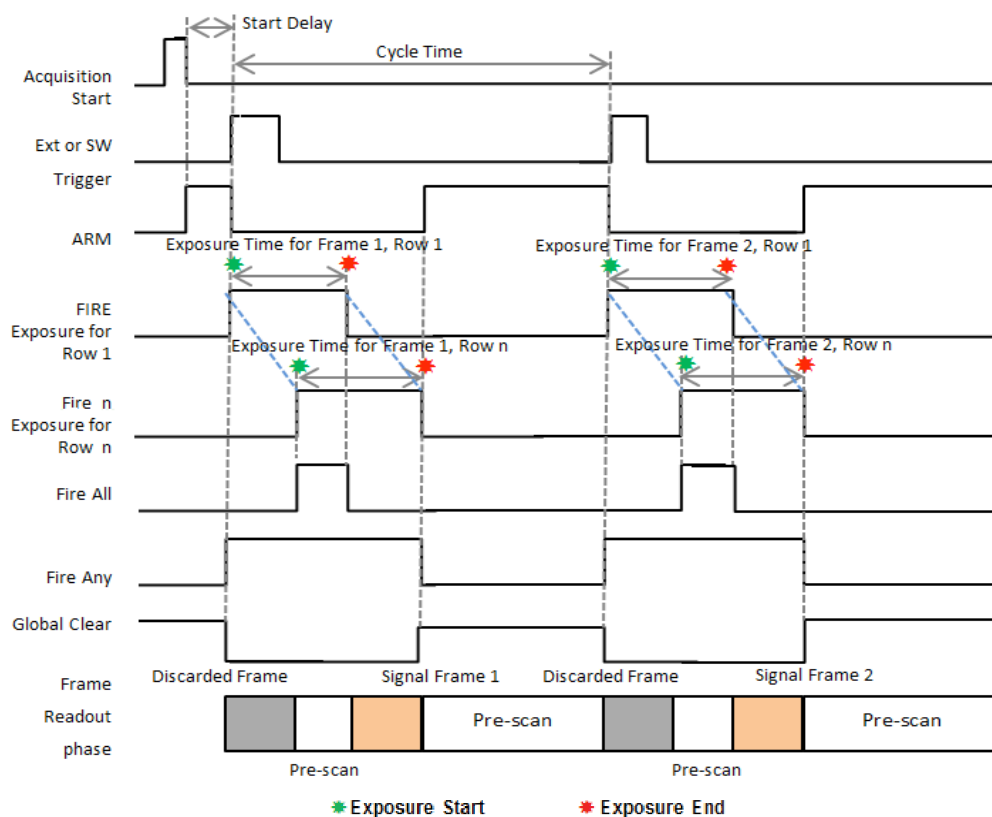 Start Delay
Cycle Time
Acquisition
Start
Ext or SW
Trigger
ARM
Exposure Time for Frame 1, Row 1
Exposure Time for Frame 2, Row 1
FIRE
Exposure for
Row 1
Exposure Time for Frame 1, Row n
Exposure Time for Frame 2, Row n
Fire n
Exposure for
Row n
Fire All
Fire Any
Global Clear
Discarded Frame
Signal Frame 1
Discarded Frame
Signal Frame 2
Frame
Readout
phase
Pre-scan
Pre-scan
Pre-scan
Pre-scan
Exposure Start
Exposure End